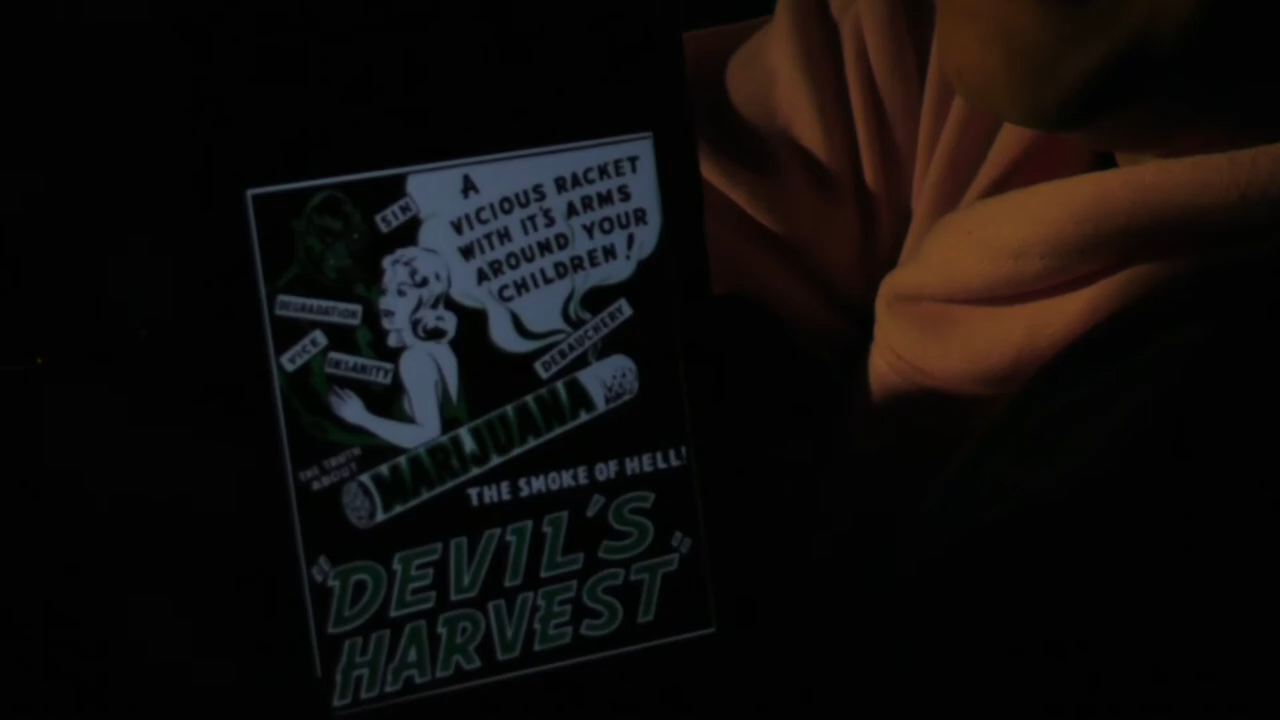 SIN
A
VICIOUS RACKET
WITH IT'S ARMS
AROUND YOUR
CHILDREN!
DEGRADATION
VICE
INSANITY
DEBAUCHERY
MARIJUANA
THE TRUTH
ABOUT
THE SMOKE OF HELL!
"DEVIL'S
HARVEST"